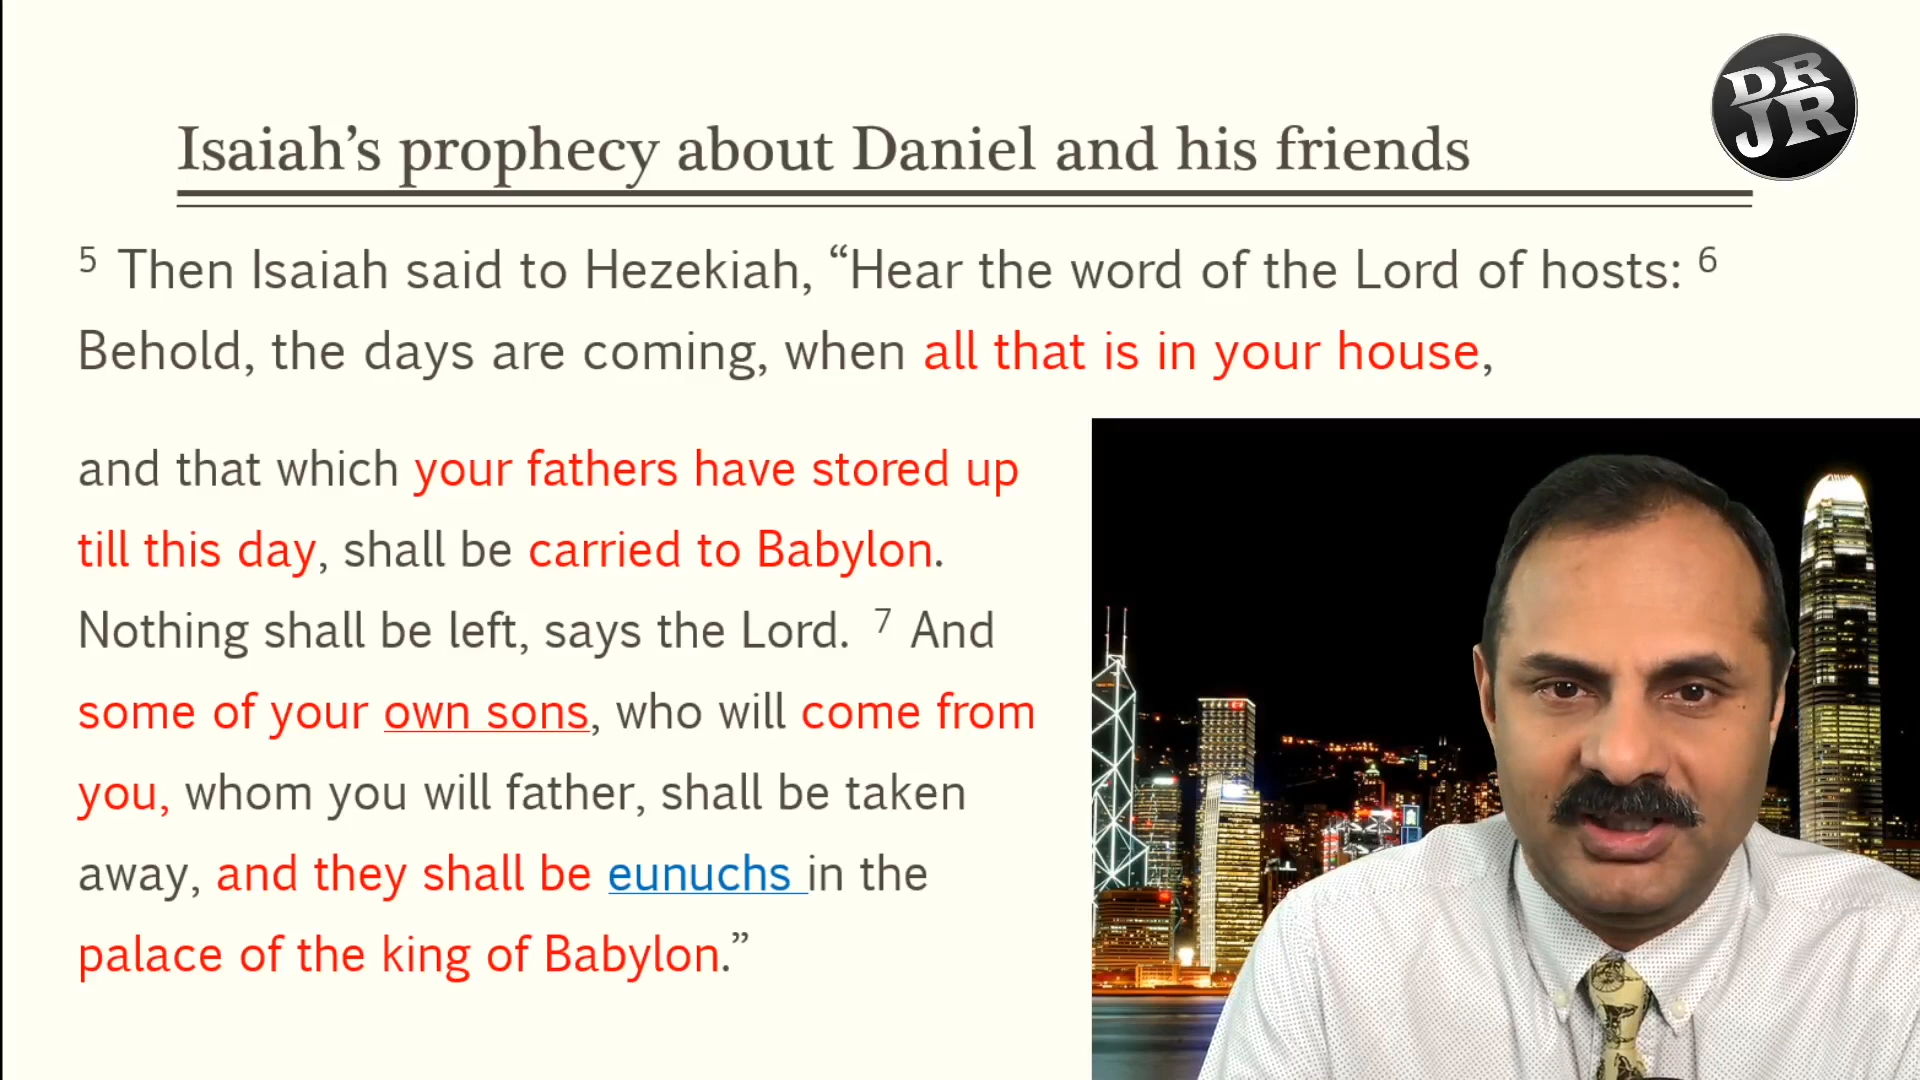 DR
JR
Isaiah’s prophecy about Daniel and his friends
5 Then Isaiah said to Hezekiah, “Hear the word of the Lord of hosts: 6
Behold, the days are coming, when all that is in your house,
and that which your fathers have stored up
till this day, shall be carried to Babylon.
Nothing shall be left, says the Lord. 7 And
some of your own sons, who will come from
you, whom you will father, shall be taken
away, and they shall be eunuchs in the
palace of the king of Babylon.”